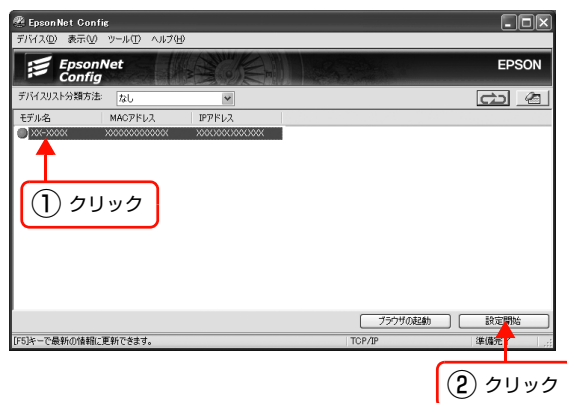 EpsonNet Config
デバイス(D) 表示(V) ツール(T) ヘルプ(H)
EpsonNet
Config
EPSON
デバイスリスト分類方法: なし
モデル名 MACアドレス IPアドレス
XX-XXXX XXXXXXXXXXXX XXX.XXX.XXX.XXX
① クリック
ブラウザの起動 設定開始
[F5]キーで最新の情報に更新できます。 TCP/IP 準備完了
② クリック